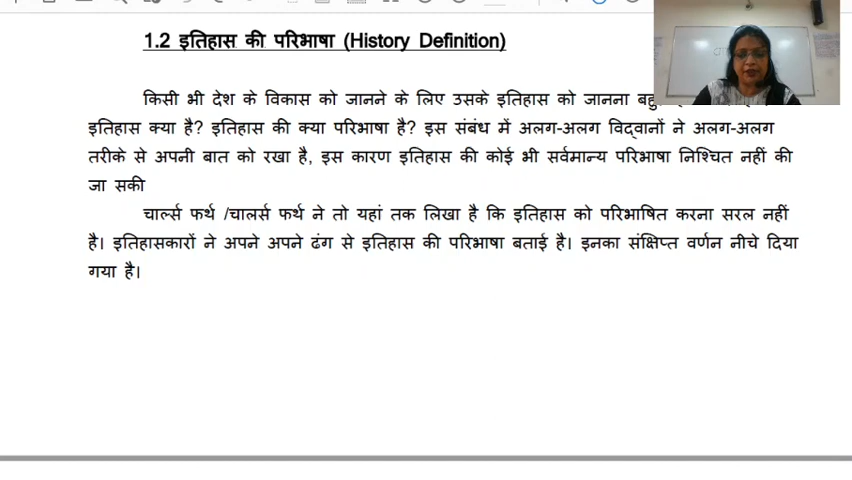 1.2 इतिहास की परिभाषा (History Definition)
किसी भी देश के विकास को जानने के लिए उसके इतिहास को जानना
इतिहास क्या है? इतिहास की क्या परिभाषा है? इस संबंध में अलग-अलग विद्वानों ने अलग-अलग
तरीके से अपनी बात को रखा है, इस कारण इतिहास की कोई भी सर्वमान्य परिभाषा निश्चित नहीं की
जा सकी
चार्ल्स फर्थ /चालर्स फर्थ ने तो यहां तक लिखा है कि इतिहास को परिभाषित करना सरल नहीं
है। इतिहासकारों ने अपने अपने ढंग से इतिहास की परिभाषा बताई है। इनका संक्षिप्त वर्णन नीचे दिया
गया है।